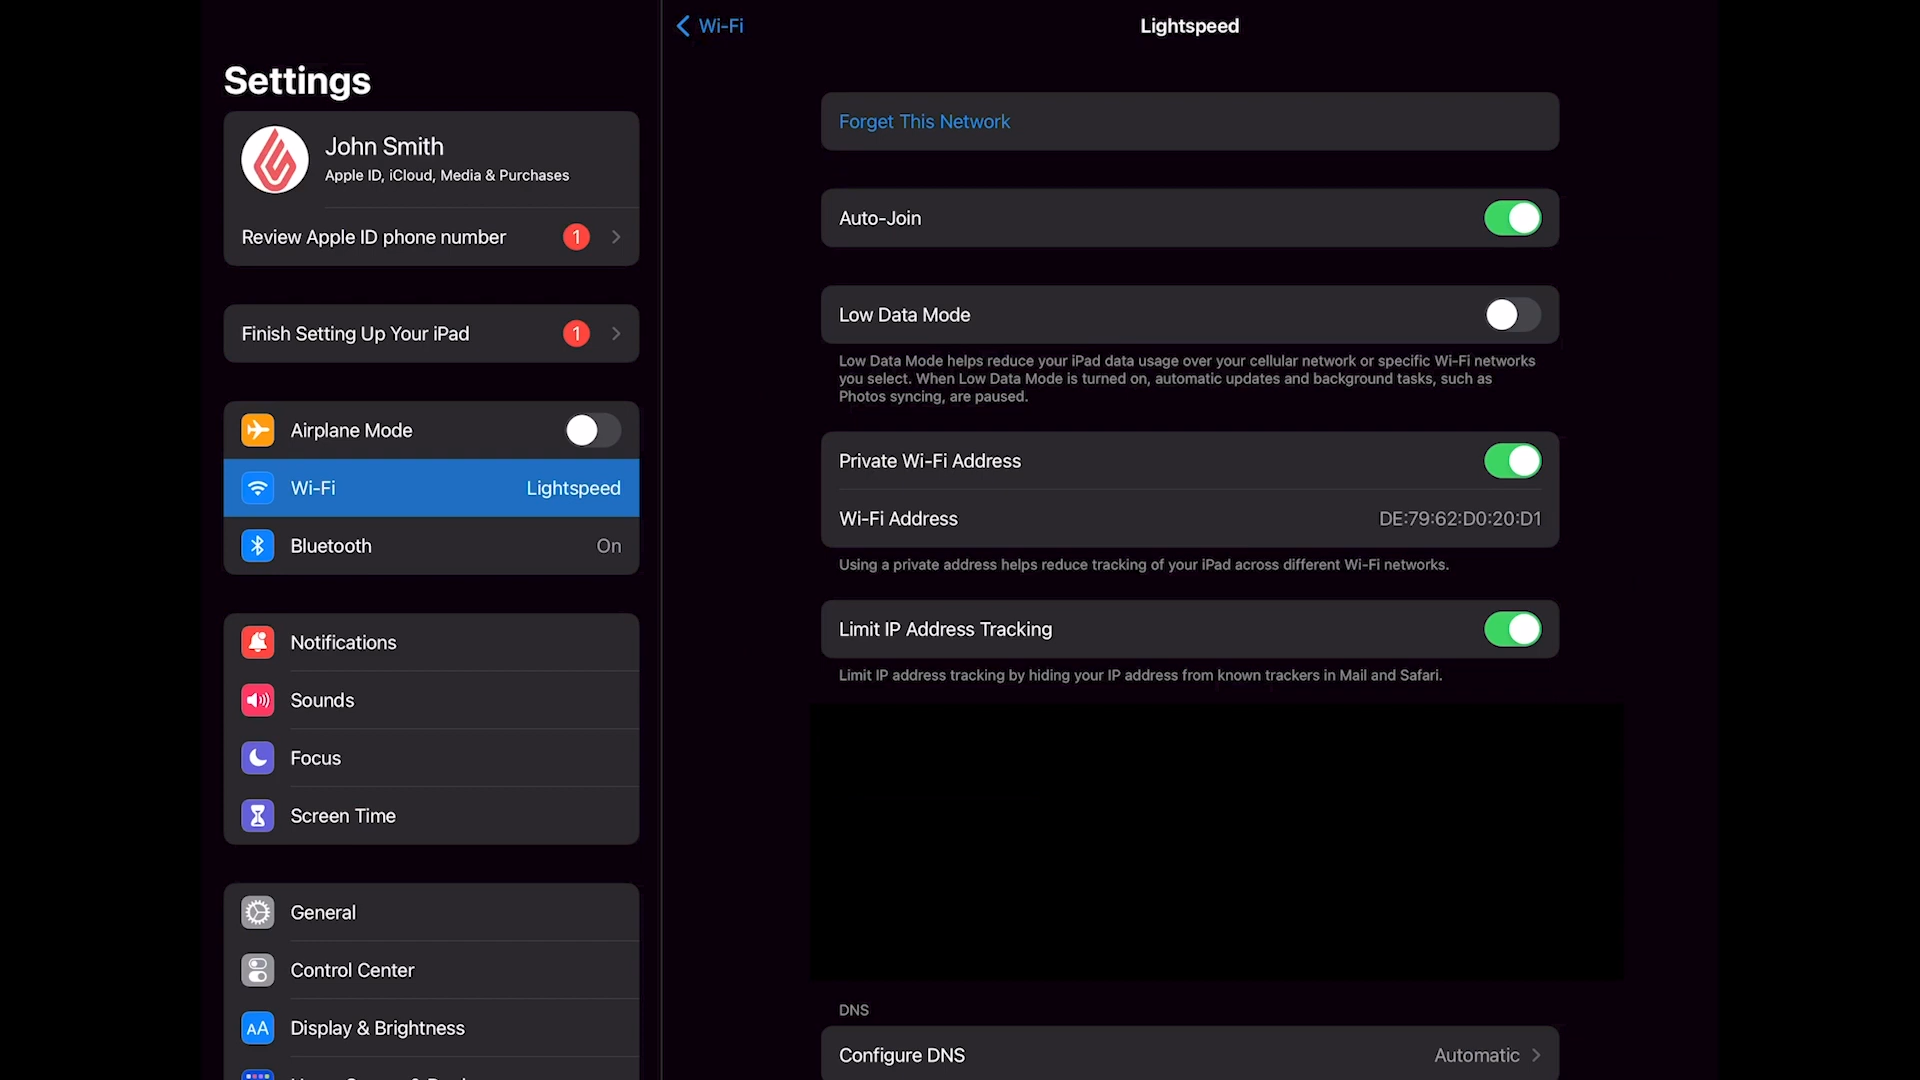 Settings
John Smith
Apple ID, iCloud, Media & Purchases
Review Apple ID phone number 1
Finish Setting Up Your iPad 1
Airplane Mode
Wi-Fi Lightspeed
Bluetooth On
Notifications
Sounds
Focus
Screen Time
General
Control Center
AA Display & Brightness
Wi-Fi
Lightspeed
Forget This Network
Auto-Join
Low Data Mode
Low Data Mode helps reduce your iPad data usage over your cellular network or specific Wi-Fi networks
you select. When Low Data Mode is turned on, automatic updates and background tasks, such as
Photos syncing, are paused.
Private Wi-Fi Address
Wi-Fi Address DE:79:62:D0:20:D1
Using a private address helps reduce tracking of your iPad across different Wi-Fi networks.
Limit IP Address Tracking
Limit IP address tracking by hiding your IP address from known trackers in Mail and Safari.
DNS
Configure DNS Automatic